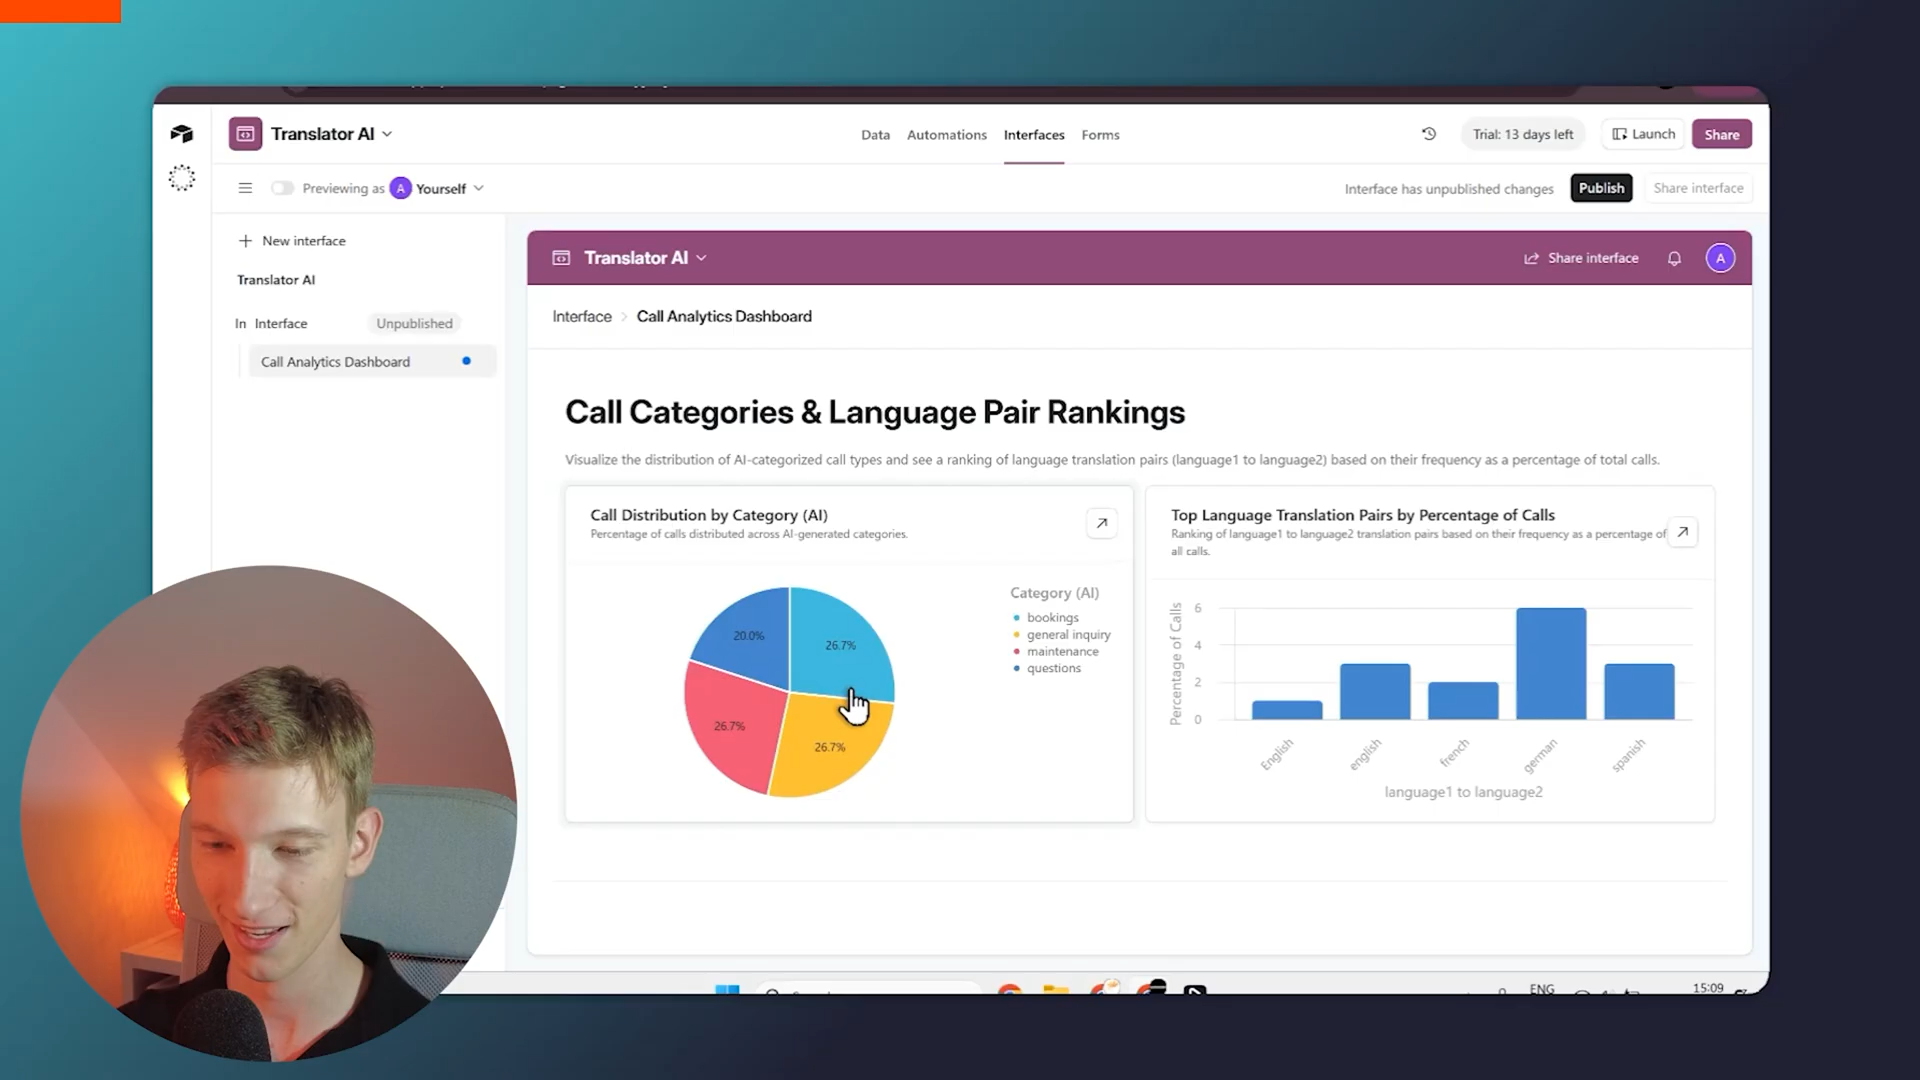 Translator AI
Data Automations Interfaces Forms
Trial: 13 days left
Launch
Share
Previewing as A Yourself
Interface has unpublished changes
Publish
Share interface
New interface
Translator AI
In Interface
Unpublished
Call Analytics Dashboard
Translator AI
Share interface
A
Interface > Call Analytics Dashboard
Call Categories & Language Pair Rankings
Visualize the distribution of AI-categorized call types and see a ranking of language translation pairs (language1 to language2) based on their frequency as a percentage of total calls.
Call Distribution by Category (AI)
Percentage of calls distributed across AI-generated categories.
20.0%
26.7%
26.7%
26.7%
Category (AI)
bookings
general inquiry
maintenance
questions
Top Language Translation Pairs by Percentage of Calls
Ranking of language1 to language2 translation pairs based on their frequency as a percentage of
all calls.
Percentage of Calls
6
4
2
0
English
english
french
german
spanish
language1 to language2
ENG
15:09